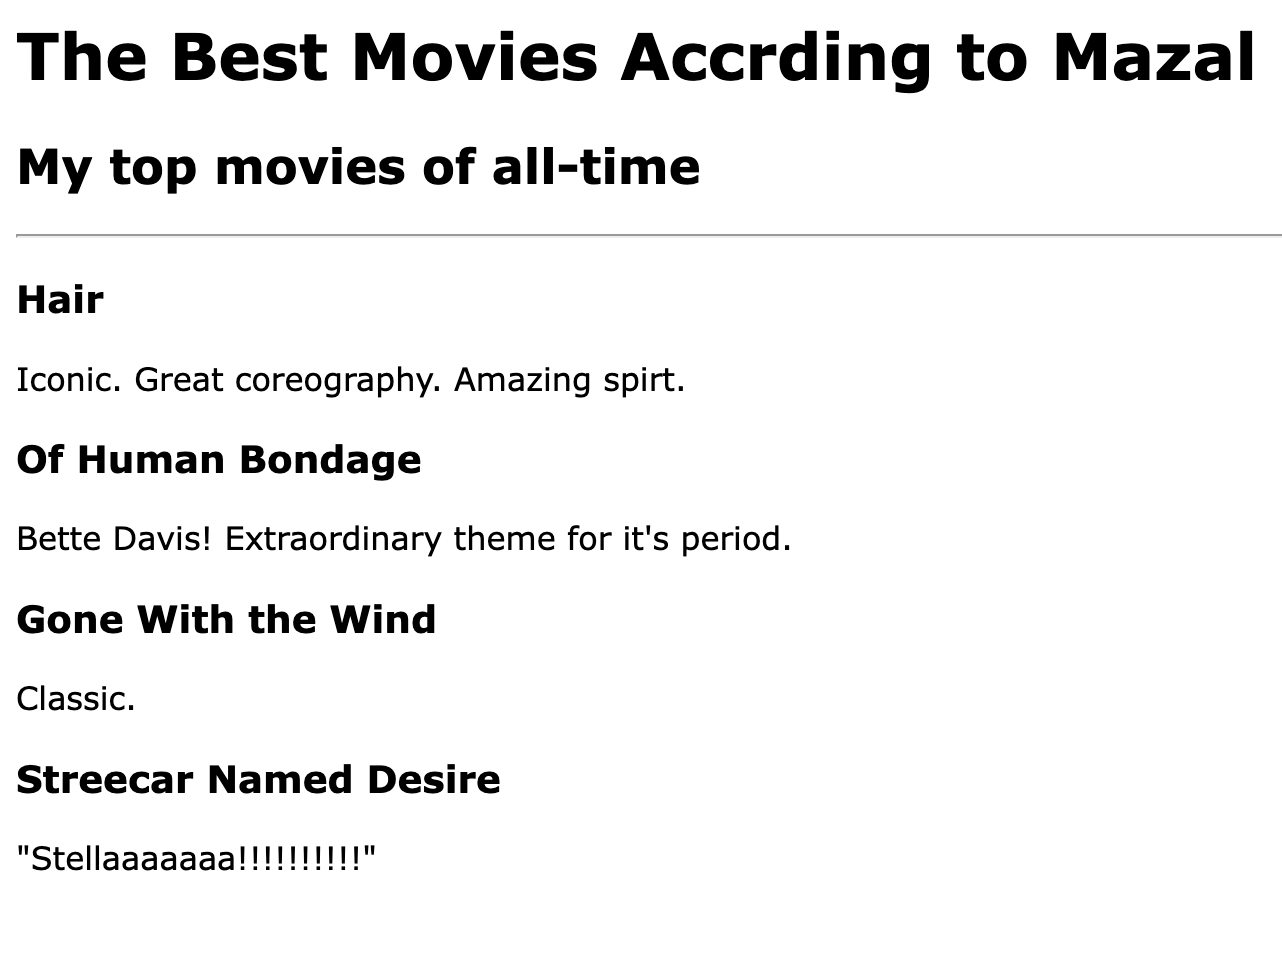 The Best Movies Accrding to Mazal
My top movies of all-time
Hair
Iconic. Great coreography. Amazing spirt.
Of Human Bondage
Bette Davis! Extraordinary theme for it's period.
Gone With the Wind
Classic.
Streecar Named Desire
"Stellaaaaaaa!!!!!!!!!!"